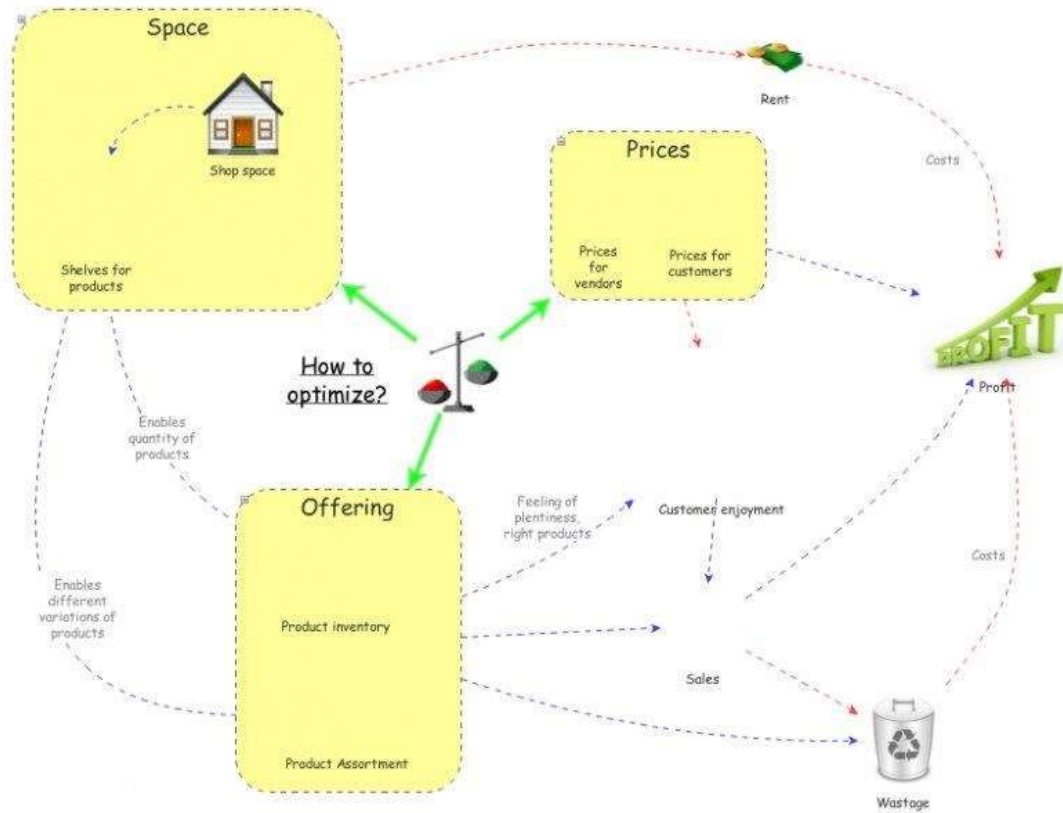 Space
Shop space
Shelves for
products
Rent
Costs
Prices
Prices
for
vendors
Prices for
customers
PROFIT
Profit
How to
optimize?
Enables
quantity of
products
Enables
different
variations of
products
Offering
Product inventory
Product Assortment
Feeling of
plentiness,
right products
Customer enjoyment
Sales
Costs
Wastage